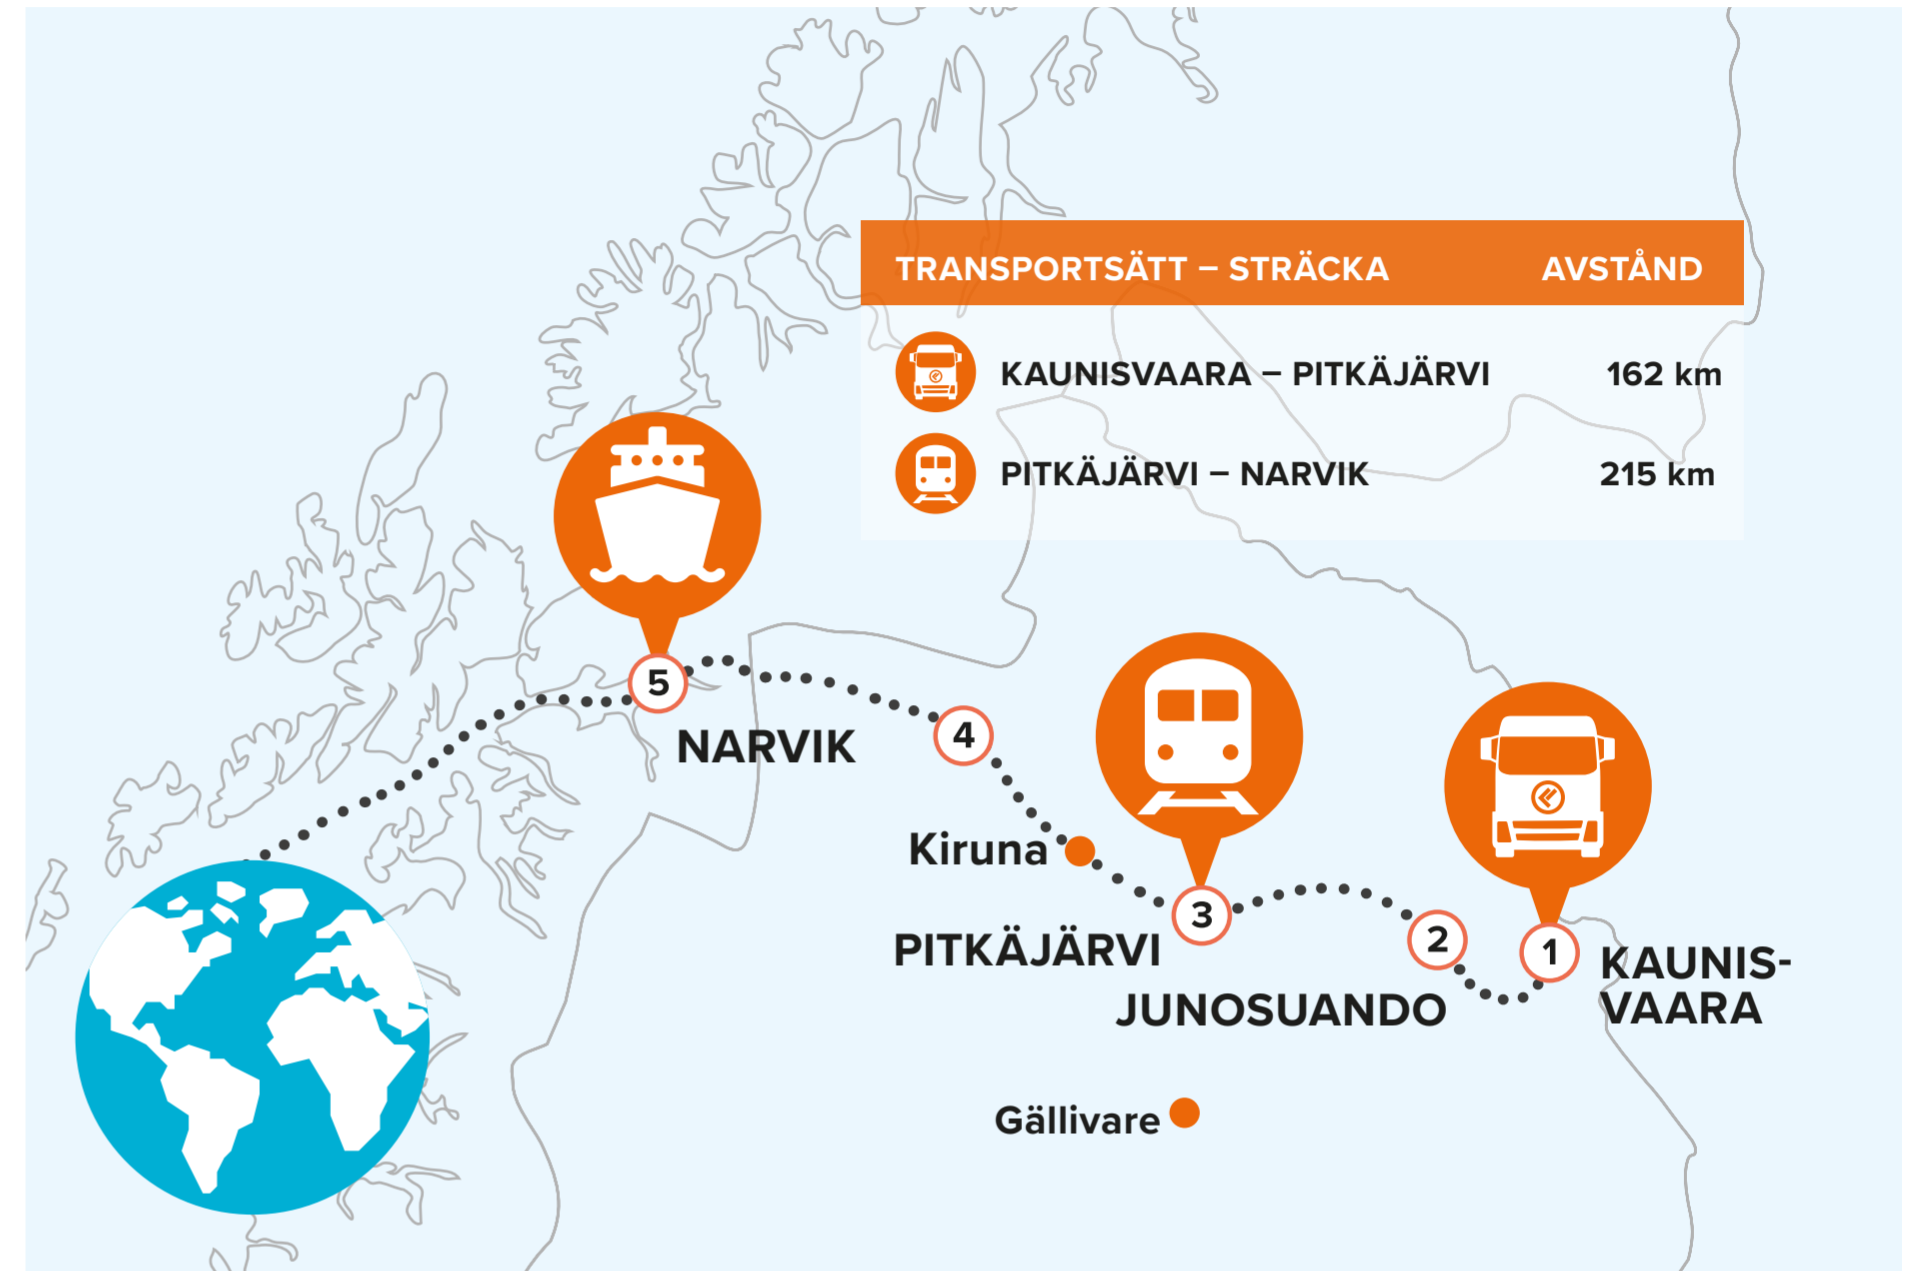 TRANSPORTSÄTT – STRÄCKA AVSTÅND
KAUNISVAARA – PITKÄJÄRVI 162 km
PITKÄJÄRVI – NARVIK 215 km
5
NARVIK
4
Kiruna
3
PITKÄJÄRVI
2
JUNOSUANDO
1
KAUNIS-
VAARA
Gällivare